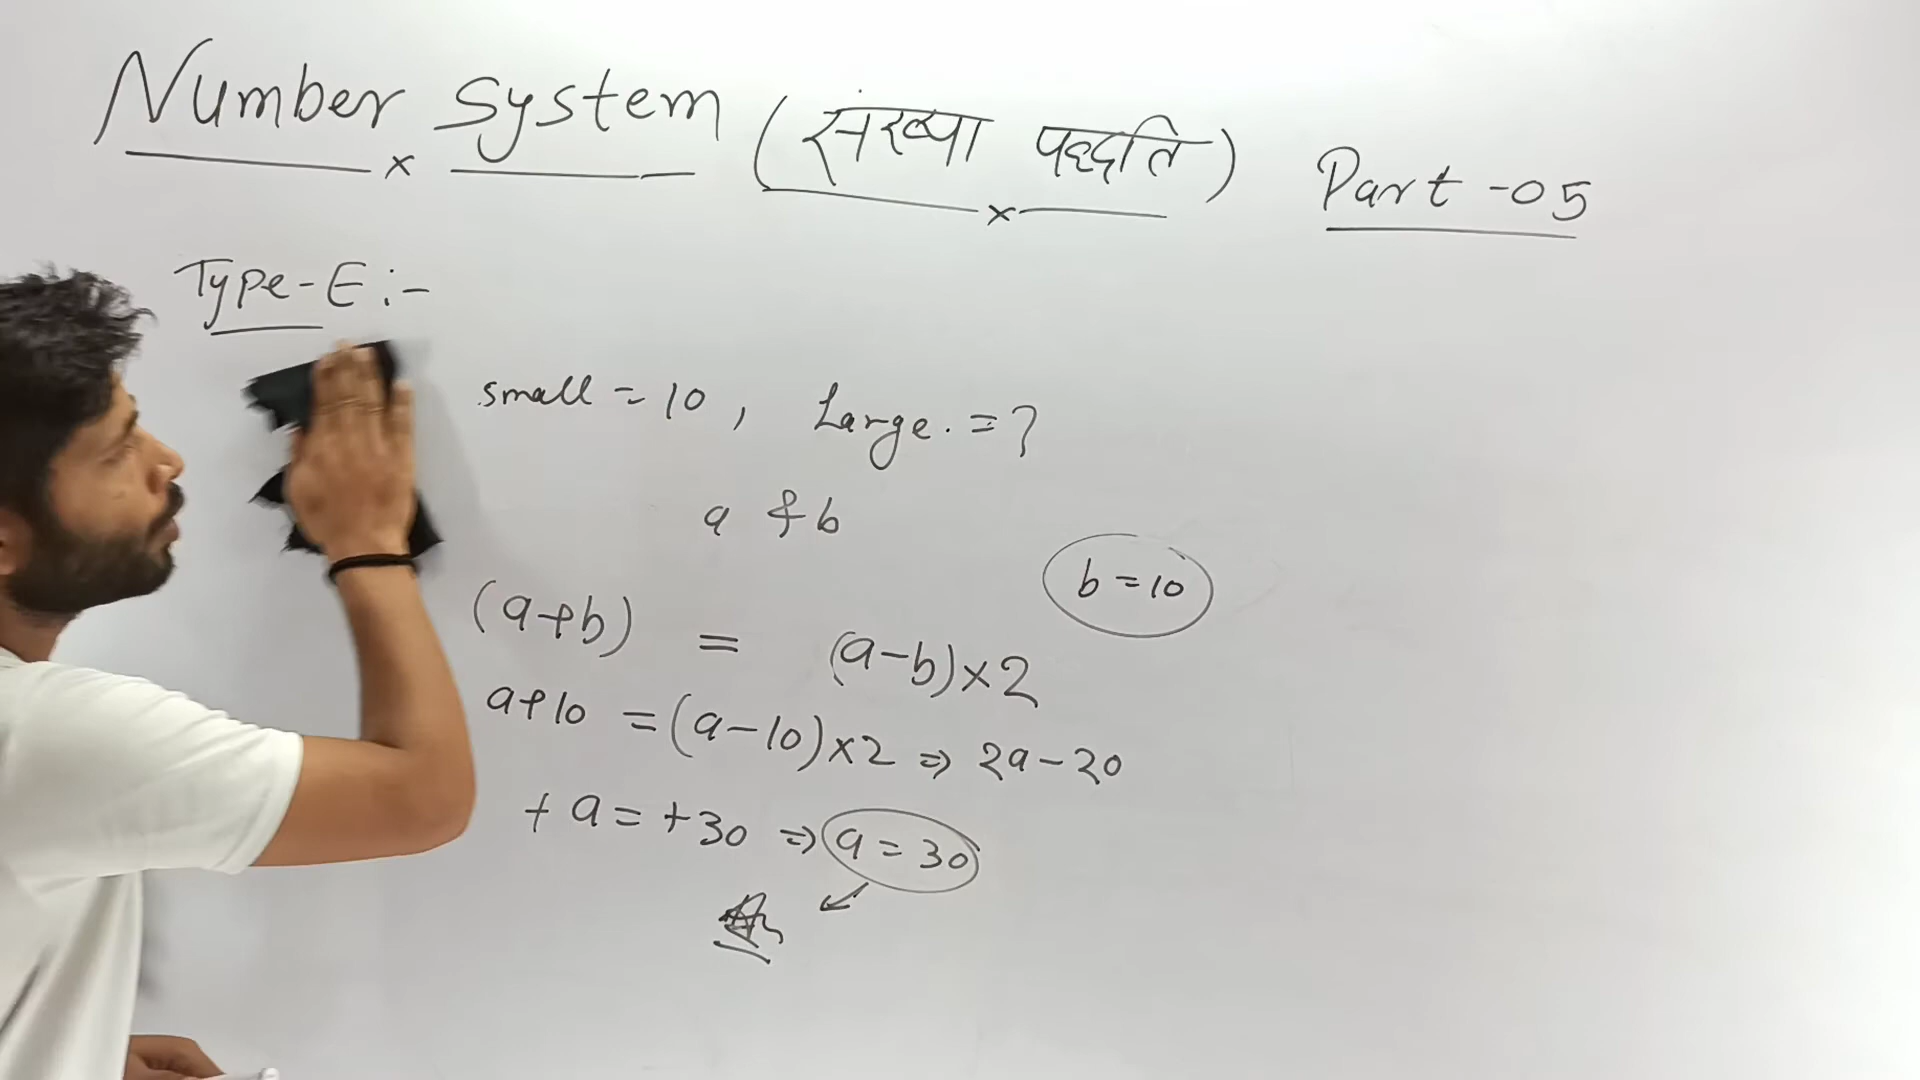 Number System (संख्या पद्धति) Part -05
Type-E :-
small = 10, Large. = ?
a & b
b = 10
(a+b) = (a-b)×2
a+10 = (a-10)×2 ⇒ 2a-20
+ a = +30 ⇒ a = 30